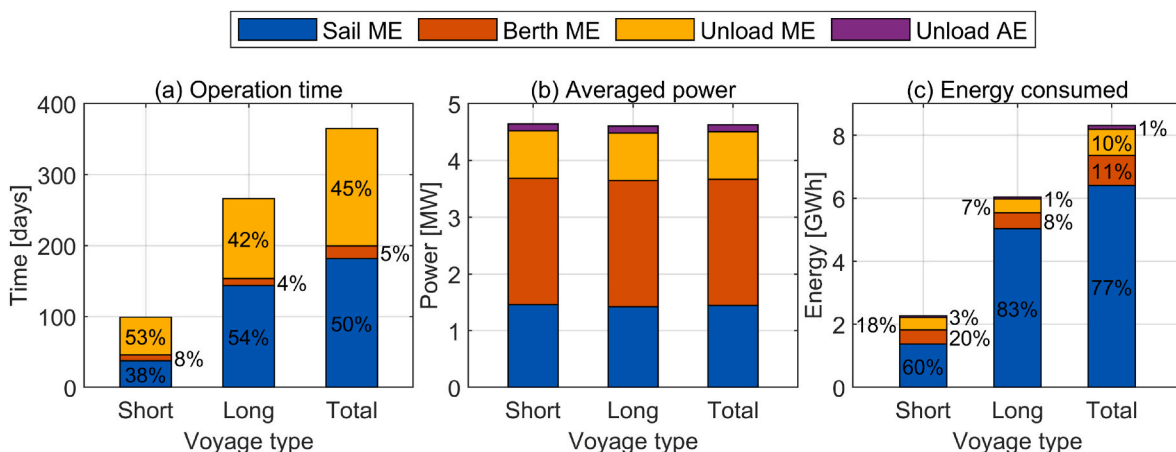 Sail ME Berth ME Unload ME Unload AE
(a) Operation time
400
300
200
100
0
Time [days]
53%
8%
38%
42%
4%
54%
45%
5%
50%
Short Long Total
Voyage type
(b) Averaged power
5
4
3
2
1
0
Power [MW]
Short Long Total
Voyage type
(c) Energy consumed
8
6
4
2
0
Energy [GWh]
18%
3%
20%
60%
7%
1%
8%
83%
1%
10%
11%
77%
Short Long Total
Voyage type